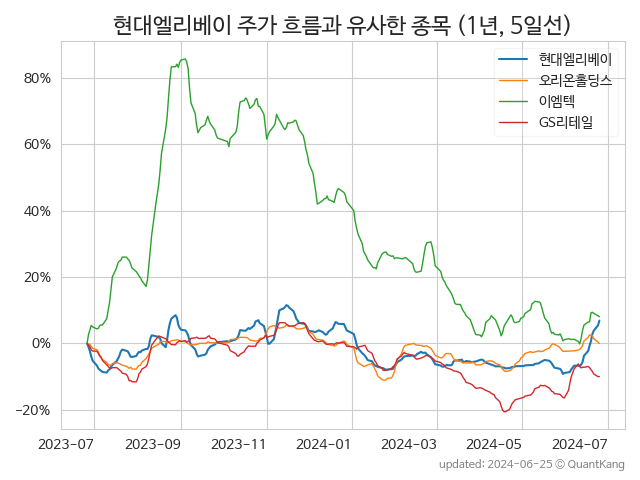 현대엘리베이 주가 흐름과 유사한 종목 (1년, 5일선)
현대엘리베이
오리온홀딩스
이엠텍
GS리테일
80%
60%
40%
20%
0%
−20%
2023-07 2023-09 2023-11 2024-01 2024-03 2024-05 2024-07
updated: 2024-06-25 © QuantKang